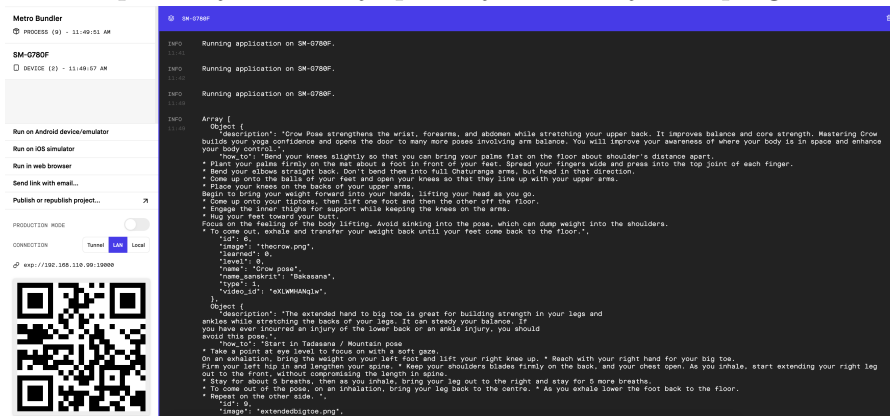 Metro Bundler
PROCESS (9) - 11:49:51 AM
SM-G780F
DEVICE (2) - 11:49:57 AM
Run on Android device/emulator
Run on iOS simulator
Run in web browser
Send link with email...
Publish or republish project...
PRODUCTION MODE
CONNECTION Tunnel LAN Local
exp://192.168.110.99:19000
SM-G780F
INFO Running application on SM-G780F.
11:41
INFO Running application on SM-G780F.
INFO Running application on SM-G780F.
INFO Array [
11:49 Object {
"description": "Crow Pose strengthens the wrist, forearms, and abdomen while stretching your upper back. It improves balance and core strength. Mastering Crow
builds your yoga confidence and opens the door to many more poses involving arm balance. You will improve your awareness of where your body is in space and enhance
your body control.",
"how_to": "Bend your knees slightly so that you can bring your palms flat on the floor about shoulder's distance apart.
* Plant your palms firmly on the mat about a foot in front of your feet. Spread your fingers wide and press into the top joint of each finger.
* Bend your elbows straight back. Don't bend them into full Chaturanga arms, but head in that direction.
* Come up onto the balls of your feet and open your knees so that they line up with your upper arms.
* Place your knees on the backs of your upper arms.
Begin to bring your weight forward into your hands, lifting your head as you go.
* Come up onto your tiptoes, then lift one foot and then the other off the floor.
* Engage the inner thighs for support while keeping the knees on the arms.
* Hug your feet toward your butt.
Focus on the feeling of the body lifting. Avoid sinking into the pose, which can dump weight into the shoulders.
* To come out, exhale and transfer your weight back until your feet come back to the floor.",
"id": 6,
"image": "thecrow.png",
"learned": 0,
"level": 0,
"name": "Crow pose",
"name_sanskrit": "Bakasana",
"type": 1,
"video_id": "eXLWMHANqlw",
},
Object {
"description": "The extended hand to big toe is great for building strength in your legs and
ankles while stretching the backs of your legs. It can steady your balance. If
you have ever incurred an injury of the lower back or an ankle injury, you should
avoid this pose.",
"how_to": "Start in Tadasana / Mountain pose
* Take a point at eye level to focus on with a soft gaze.
On an exhalation, bring the weight on your left foot and lift your right knee up. * Reach with your right hand for your big toe.
Firm your left hip in and lengthen your spine. * Keep your shoulders blades firmly on the back, and your chest open. As you inhale, start extending your right leg
out to the front, without compromising the length in spine.
* Stay for about 5 breaths, then as you inhale, bring your leg out to the right and stay for 5 more breaths.
* To come out of the pose, on an inhalation, bring your leg back to the centre. * As you exhale lower the foot back to the floor.
* Repeat on the other side. ",
"id": 9,
"image": "extendedbigtoe.png",